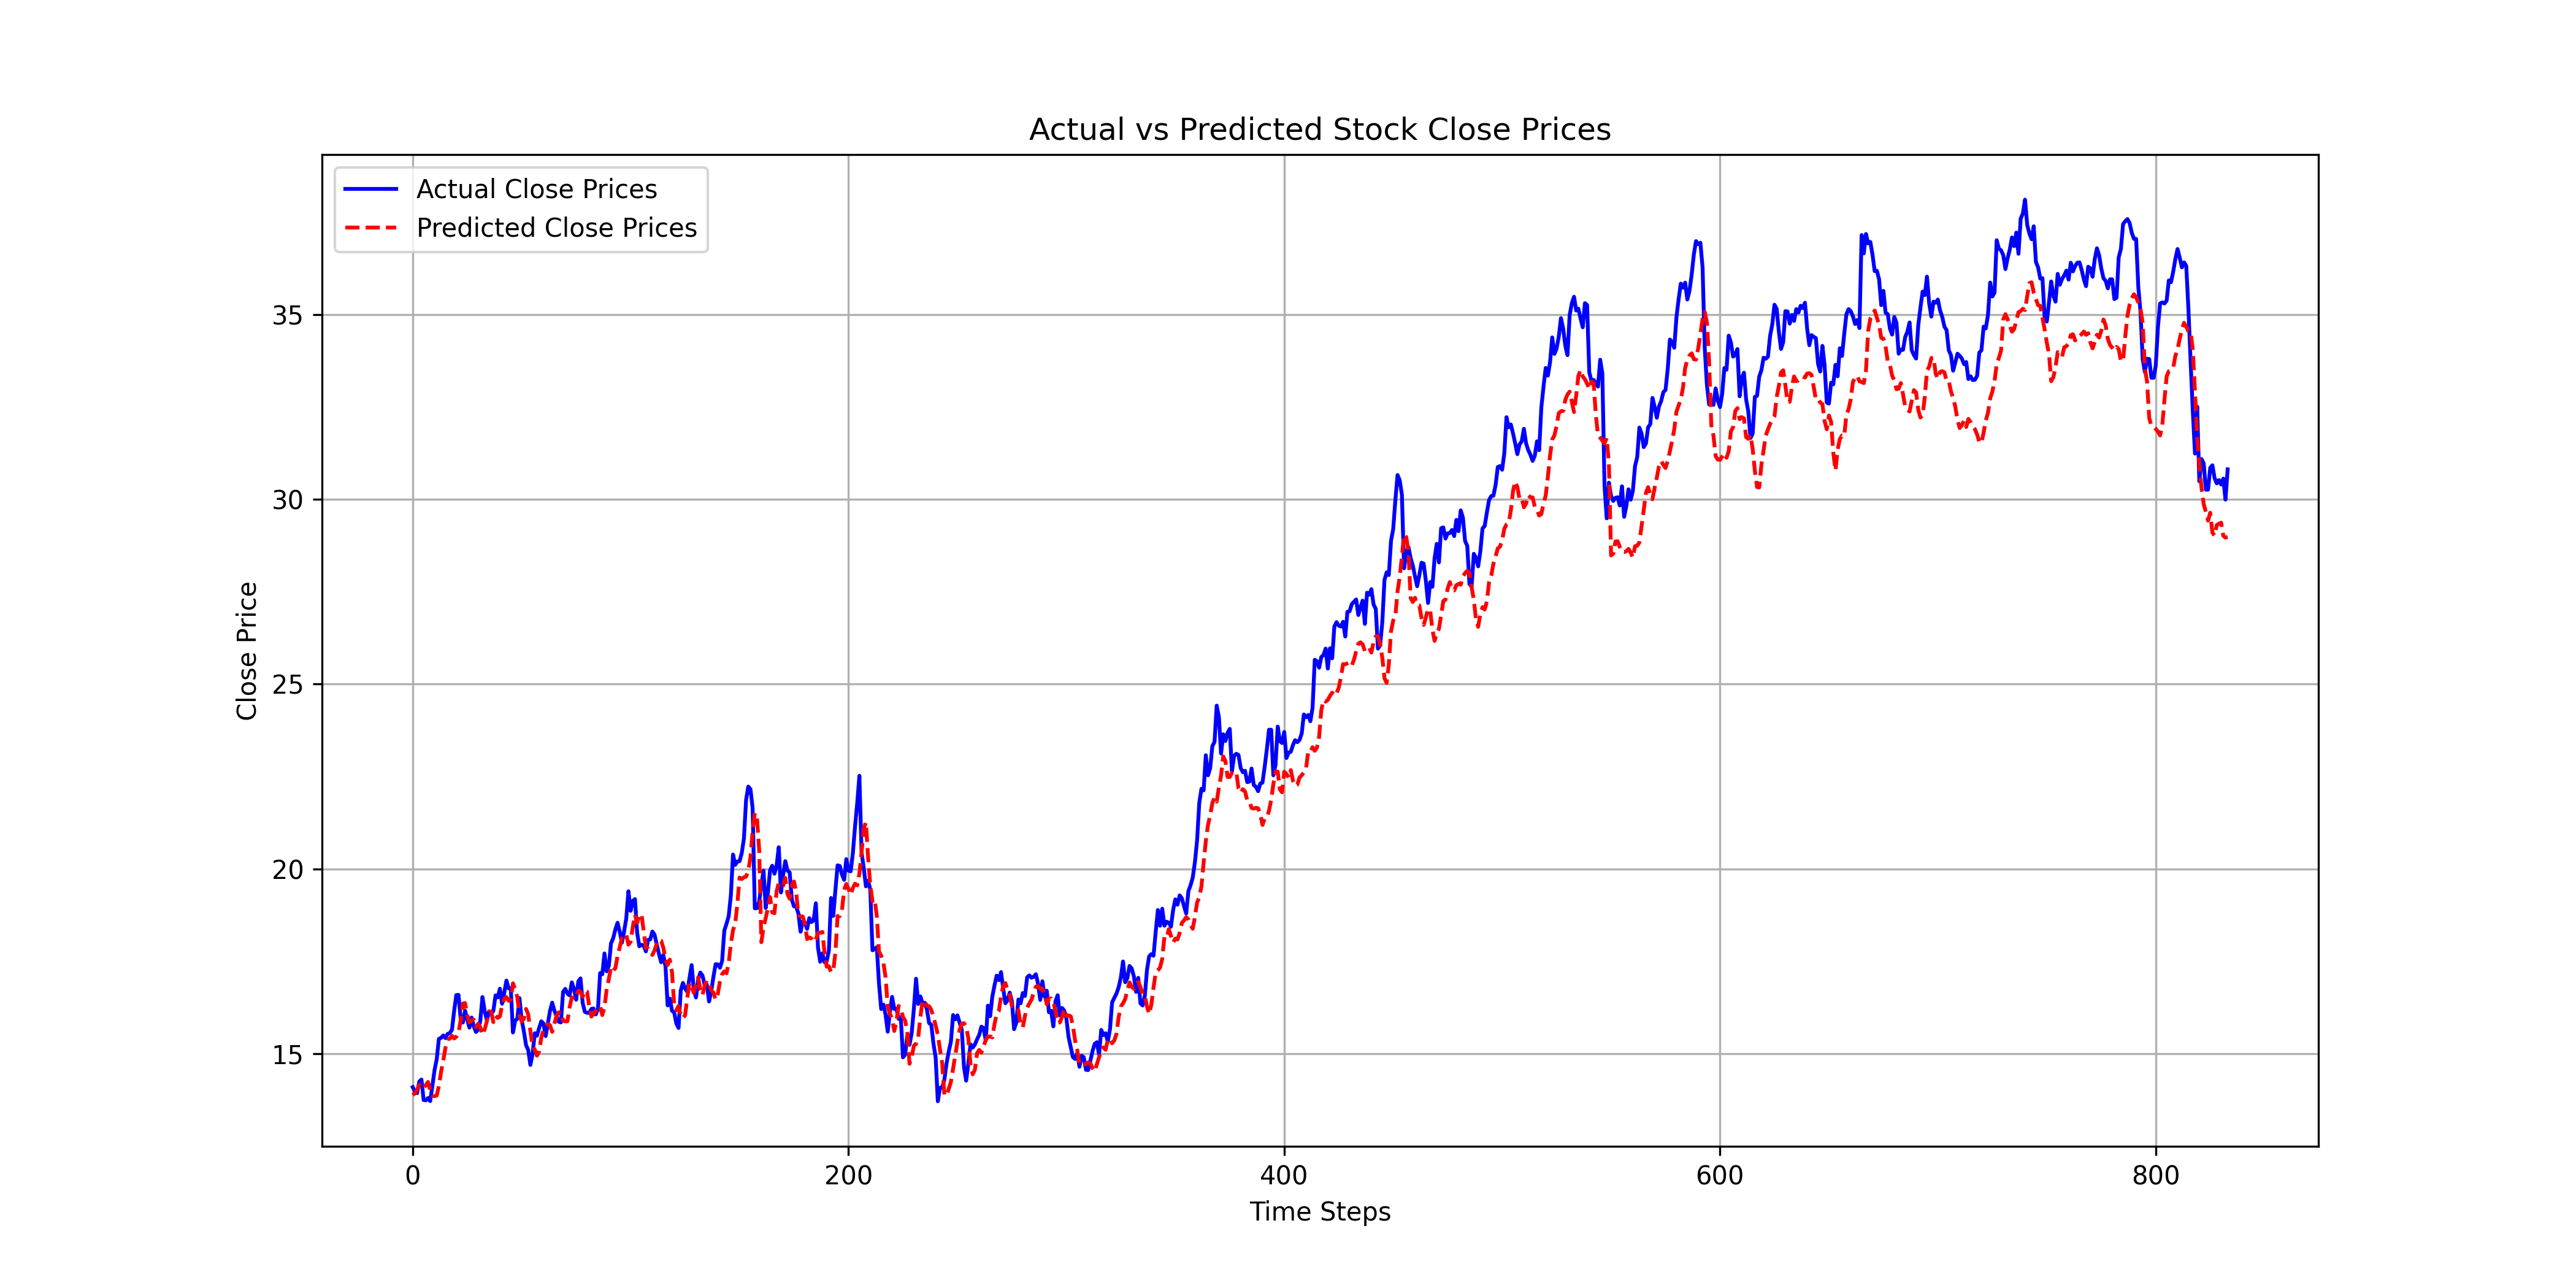 Actual vs Predicted Stock Close Prices
Actual Close Prices
Predicted Close Prices
Close Price
35
30
25
20
15
0 200 400 600 800
Time Steps